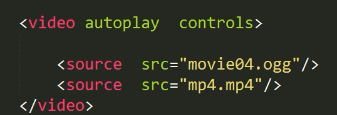 <video autoplay  controls>
<source  src="movie04.ogg"/>
<source  src="mp4.mp4"/>
</video>